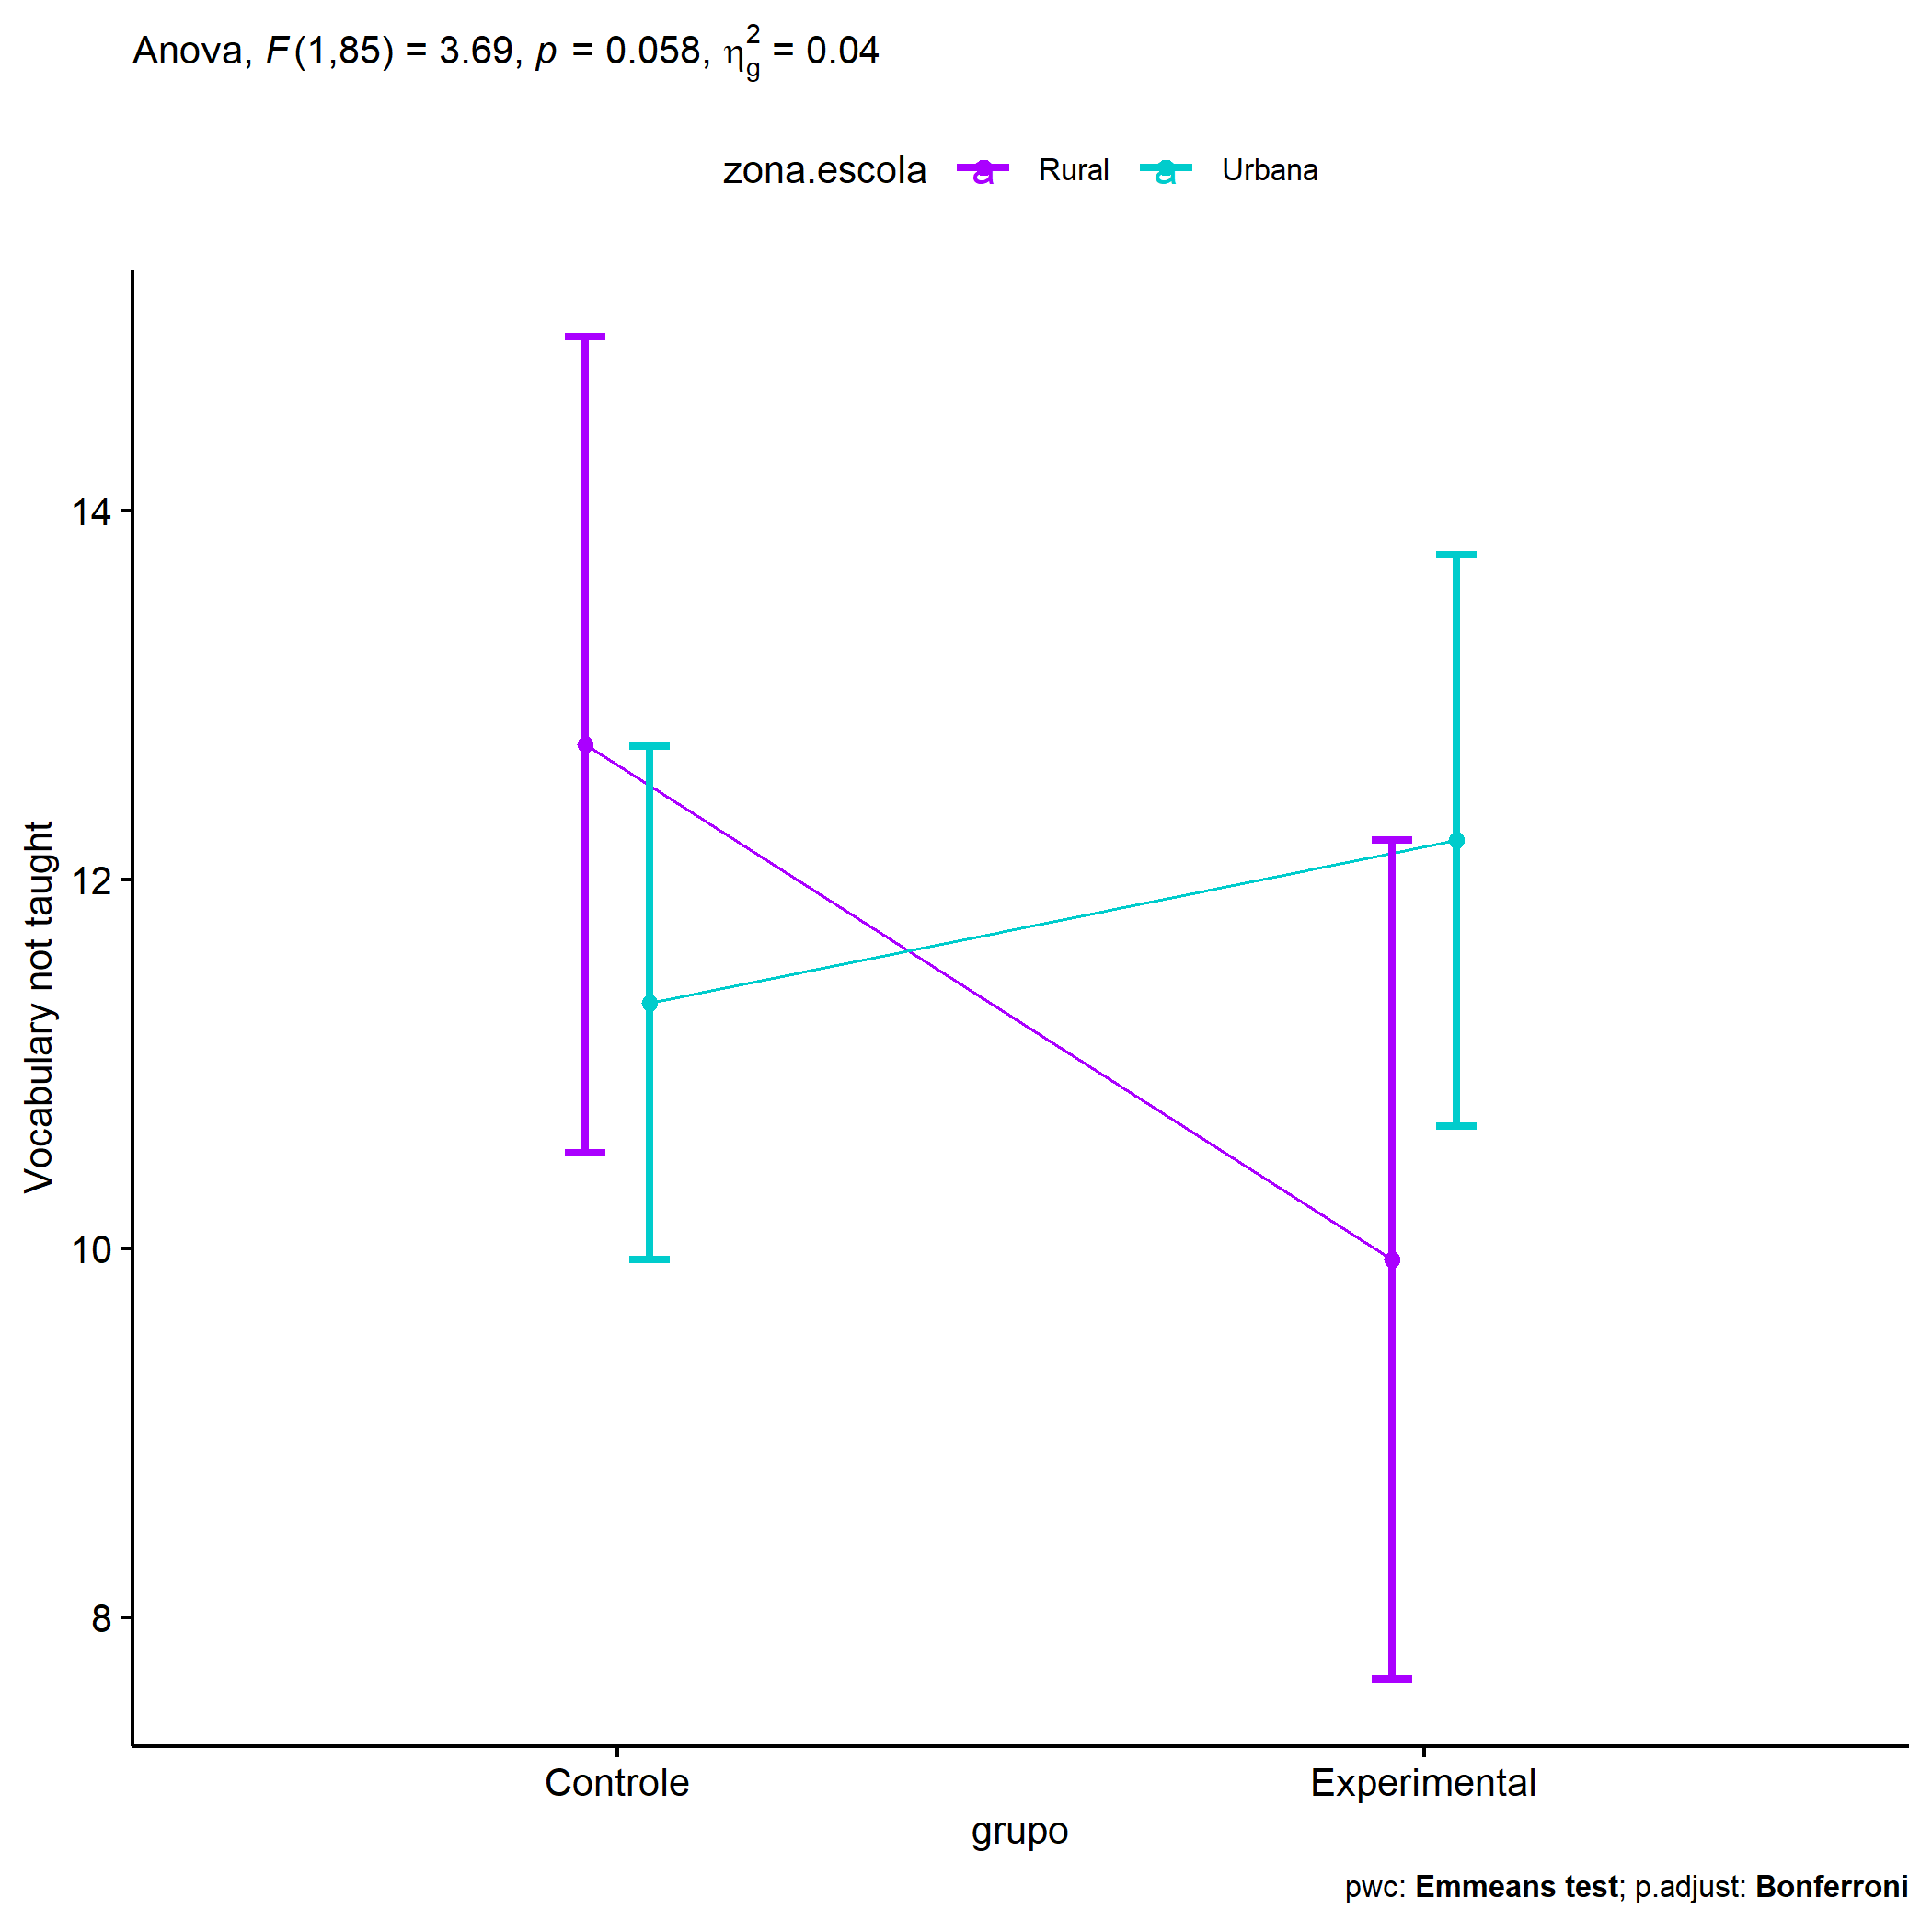 Anova, F(1,85) = 3.69, p = 0.058, η²g = 0.04
zona.escola a Rural a Urbana
14
12
10
8
Vocabulary not taught
Controle Experimental
grupo
pwc: Emmeans test; p.adjust: Bonferroni